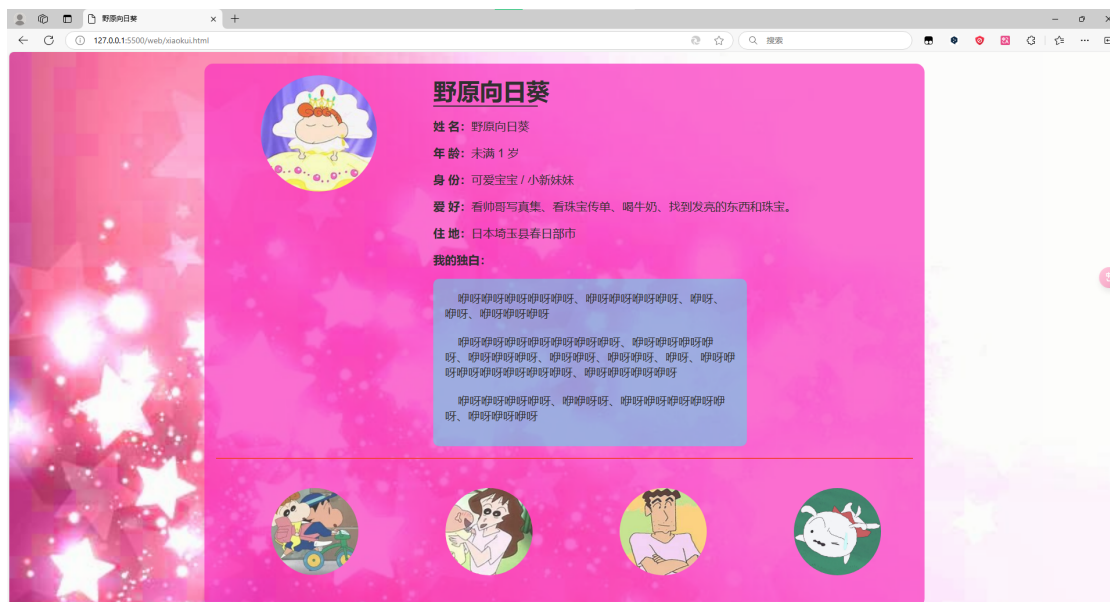 野原向日葵
127.0.0.1:5500/web/xiaokui.html
搜索
野原向日葵
姓 名：野原向日葵
年 龄：未满 1 岁
身 份：可爱宝宝 / 小新妹妹
爱 好：看帅哥写真集、看珠宝传单、喝牛奶、找到发亮的东西和珠宝。
住 地：日本埼玉县春日部市
我的独白：
咿呀咿呀咿呀咿呀咿呀、咿呀咿呀咿呀咿呀、咿呀、
咿呀、咿呀咿呀咿呀
咿呀咿呀咿呀咿呀咿呀咿呀咿呀、咿呀咿呀咿呀咿
呀、咿呀咿呀咿呀、咿呀咿呀、咿呀咿呀、咿呀、咿呀咿
呀咿呀咿呀咿呀咿呀咿呀、咿呀咿呀咿呀咿呀
咿呀咿呀咿呀咿呀、咿咿呀呀、咿呀咿呀咿呀咿呀咿
呀、咿呀咿呀咿呀